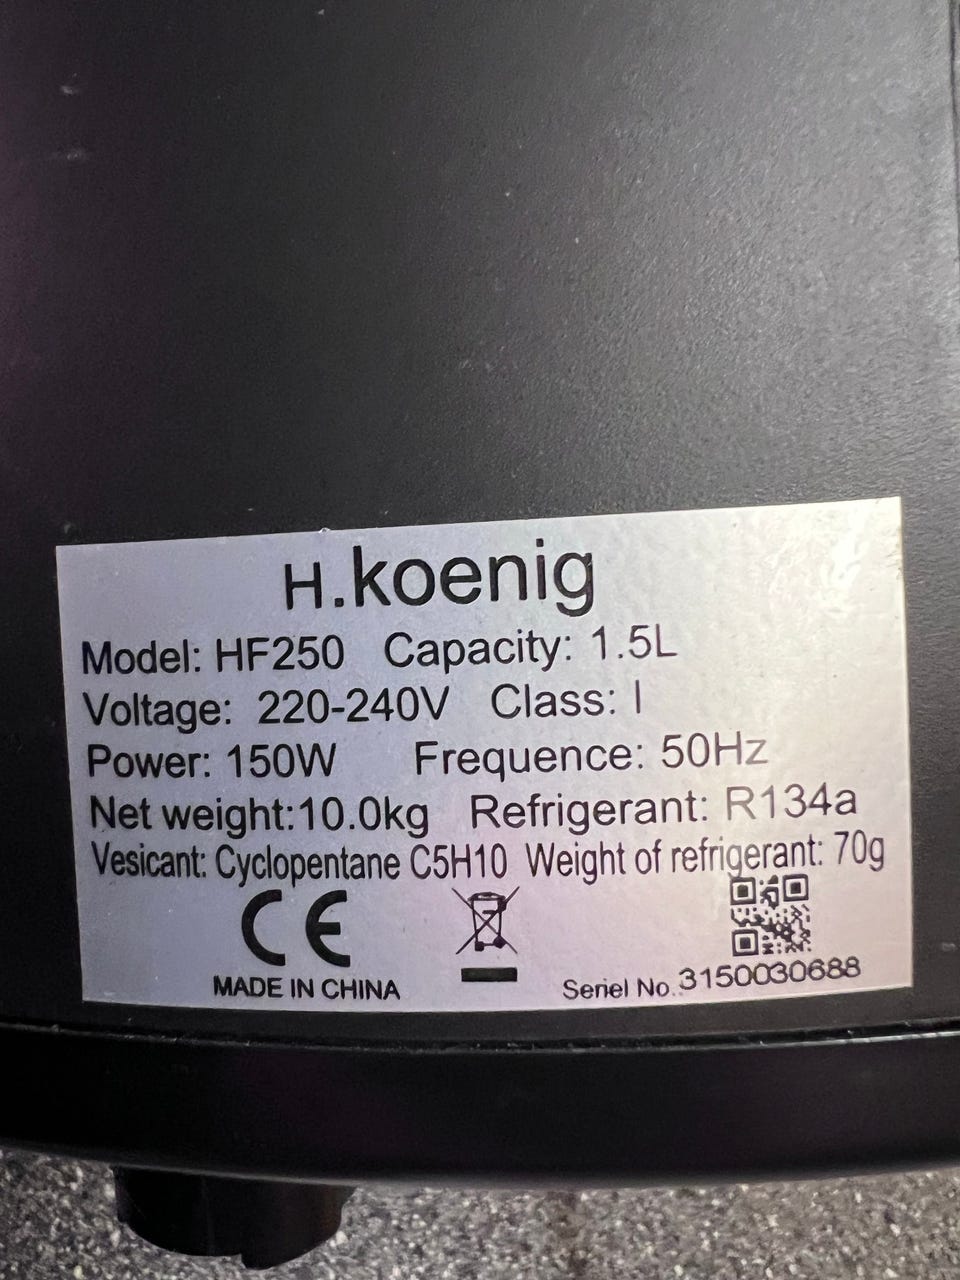 H.koenig
Model: HF250 Capacity: 1.5L
Voltage: 220-240V Class: I
Power: 150W Frequence: 50Hz
Net weight:10.0kg Refrigerant: R134a
Vesicant: Cyclopentane C5H10 Weight of refrigerant: 70g
CE
MADE IN CHINA Seriel No.:3150030688